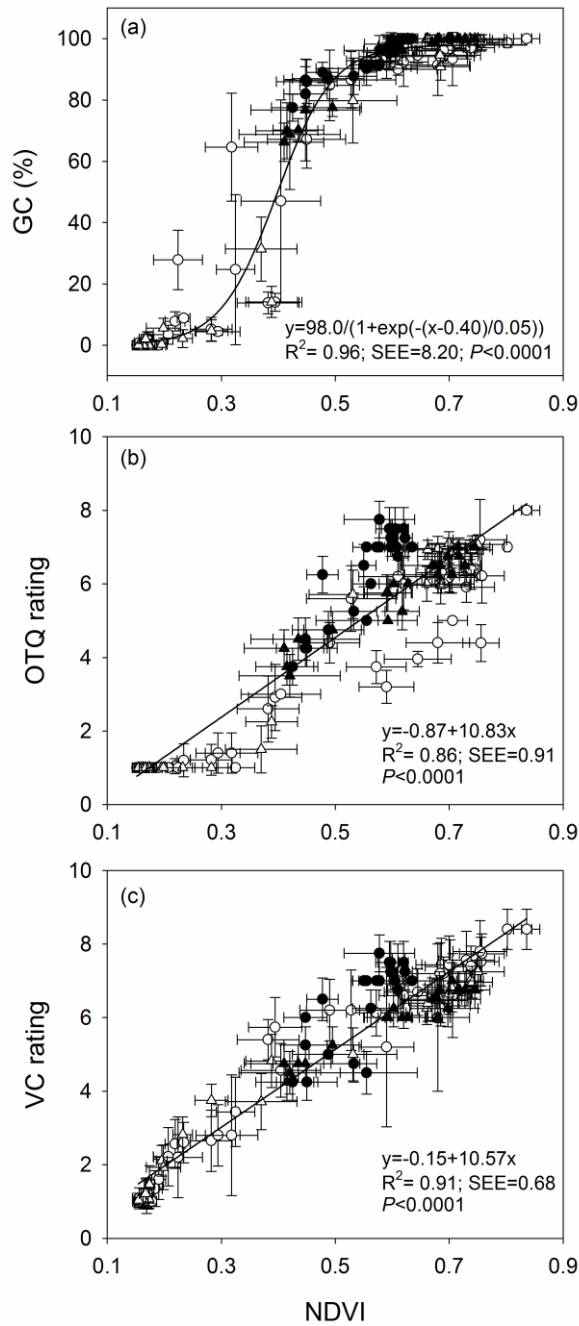 (a)
GC (%)
100
80
60
40
20
0
y=98.0/(1+exp(-(x-0.40)/0.05))
R²= 0.96; SEE=8.20; P<0.0001
0.1 0.3 0.5 0.7 0.9
(b)
OTQ rating
10
8
6
4
2
0
y=-0.87+10.83x
R²= 0.86; SEE=0.91
P<0.0001
0.1 0.3 0.5 0.7 0.9
(c)
VC rating
10
8
6
4
2
0
y=-0.15+10.57x
R²= 0.91; SEE=0.68
P<0.0001
0.1 0.3 0.5 0.7 0.9
NDVI